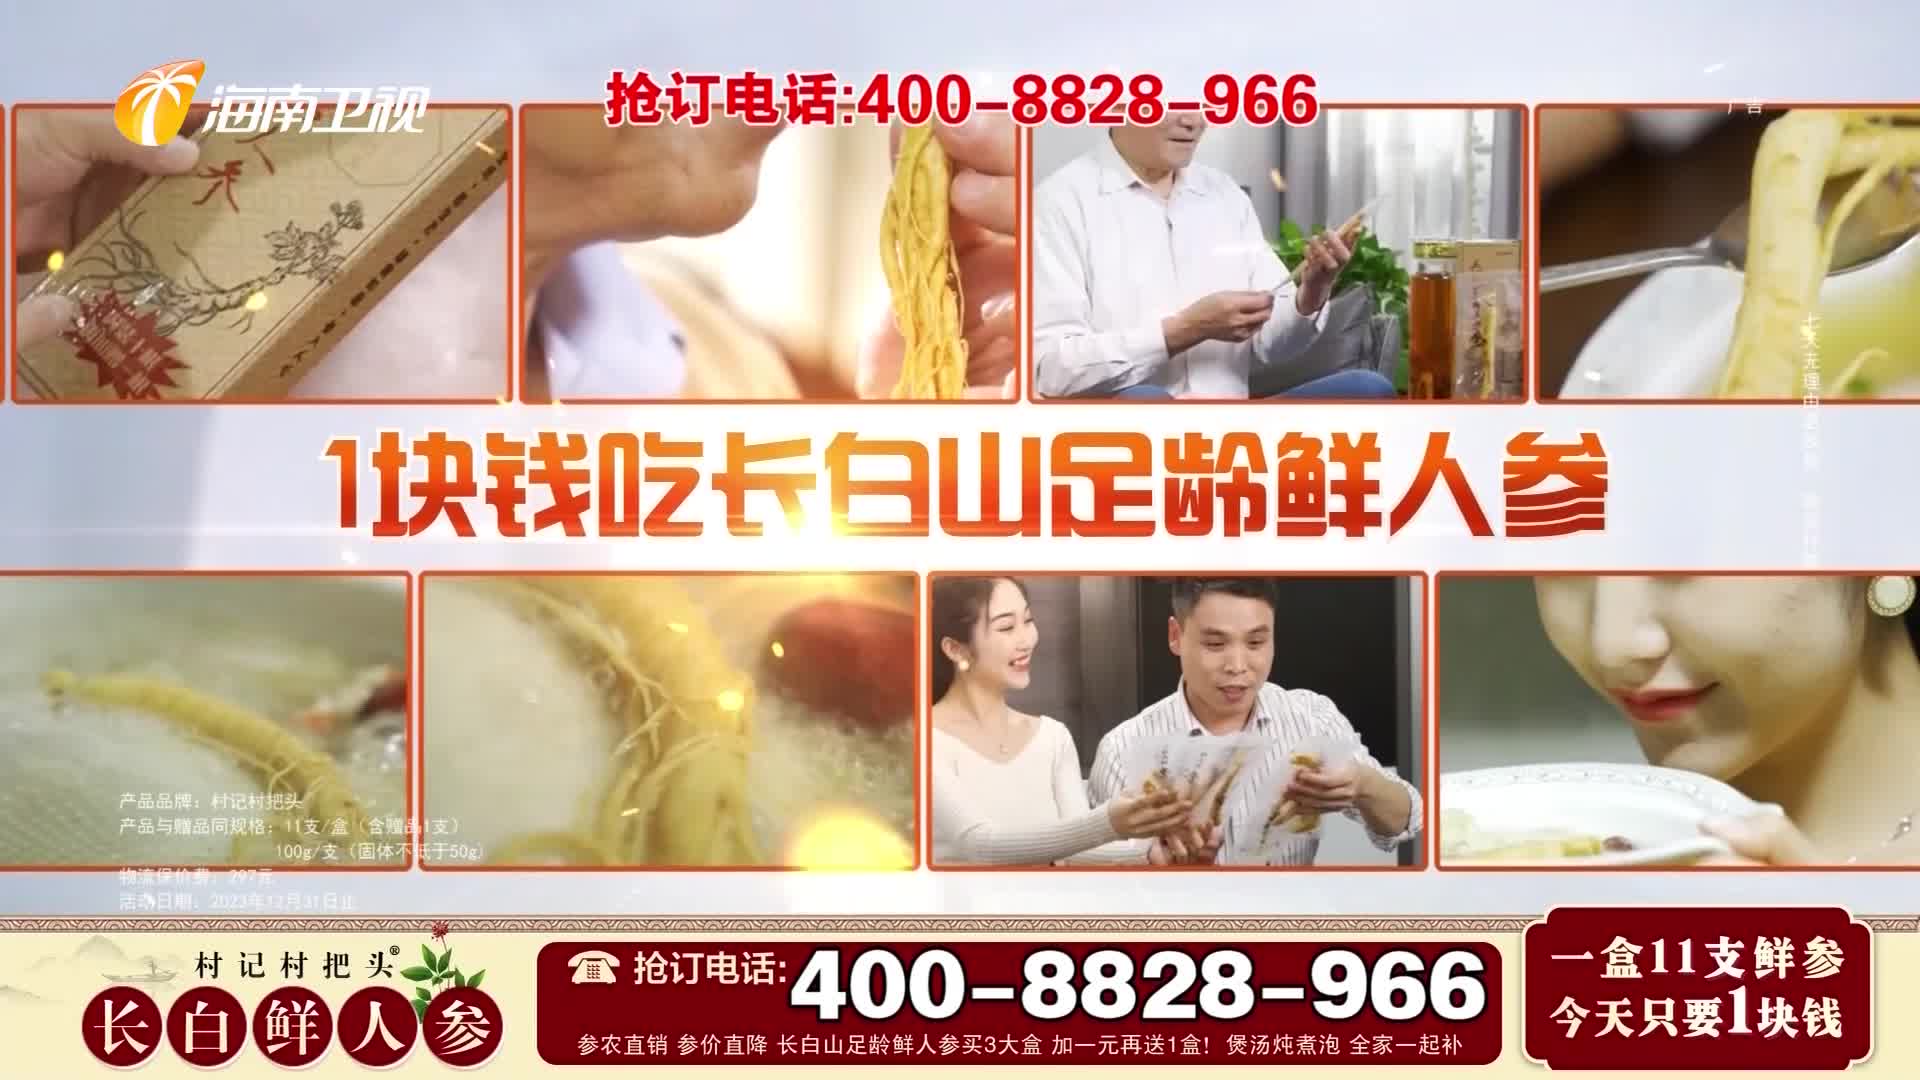 海南卫视
抢订电话:400-8828-966
广告
1块钱吃长白山足龄鲜人参
七天无理由
产品品牌：村记村把头
产品与赠品同规格：11支/盒（含赠品1支）
100g/支（固体不低于50g）
物流保价费：297元
活动日期：2023年12月31日止
村记村把头®
长白鲜人参
抢订电话:400-8828-966
参农直销 参价直降 长白山足龄鲜人参买3大盒 加一元再送1盒！煲汤炖煮泡 全家一起补
一盒11支鲜参
今天只要1块钱